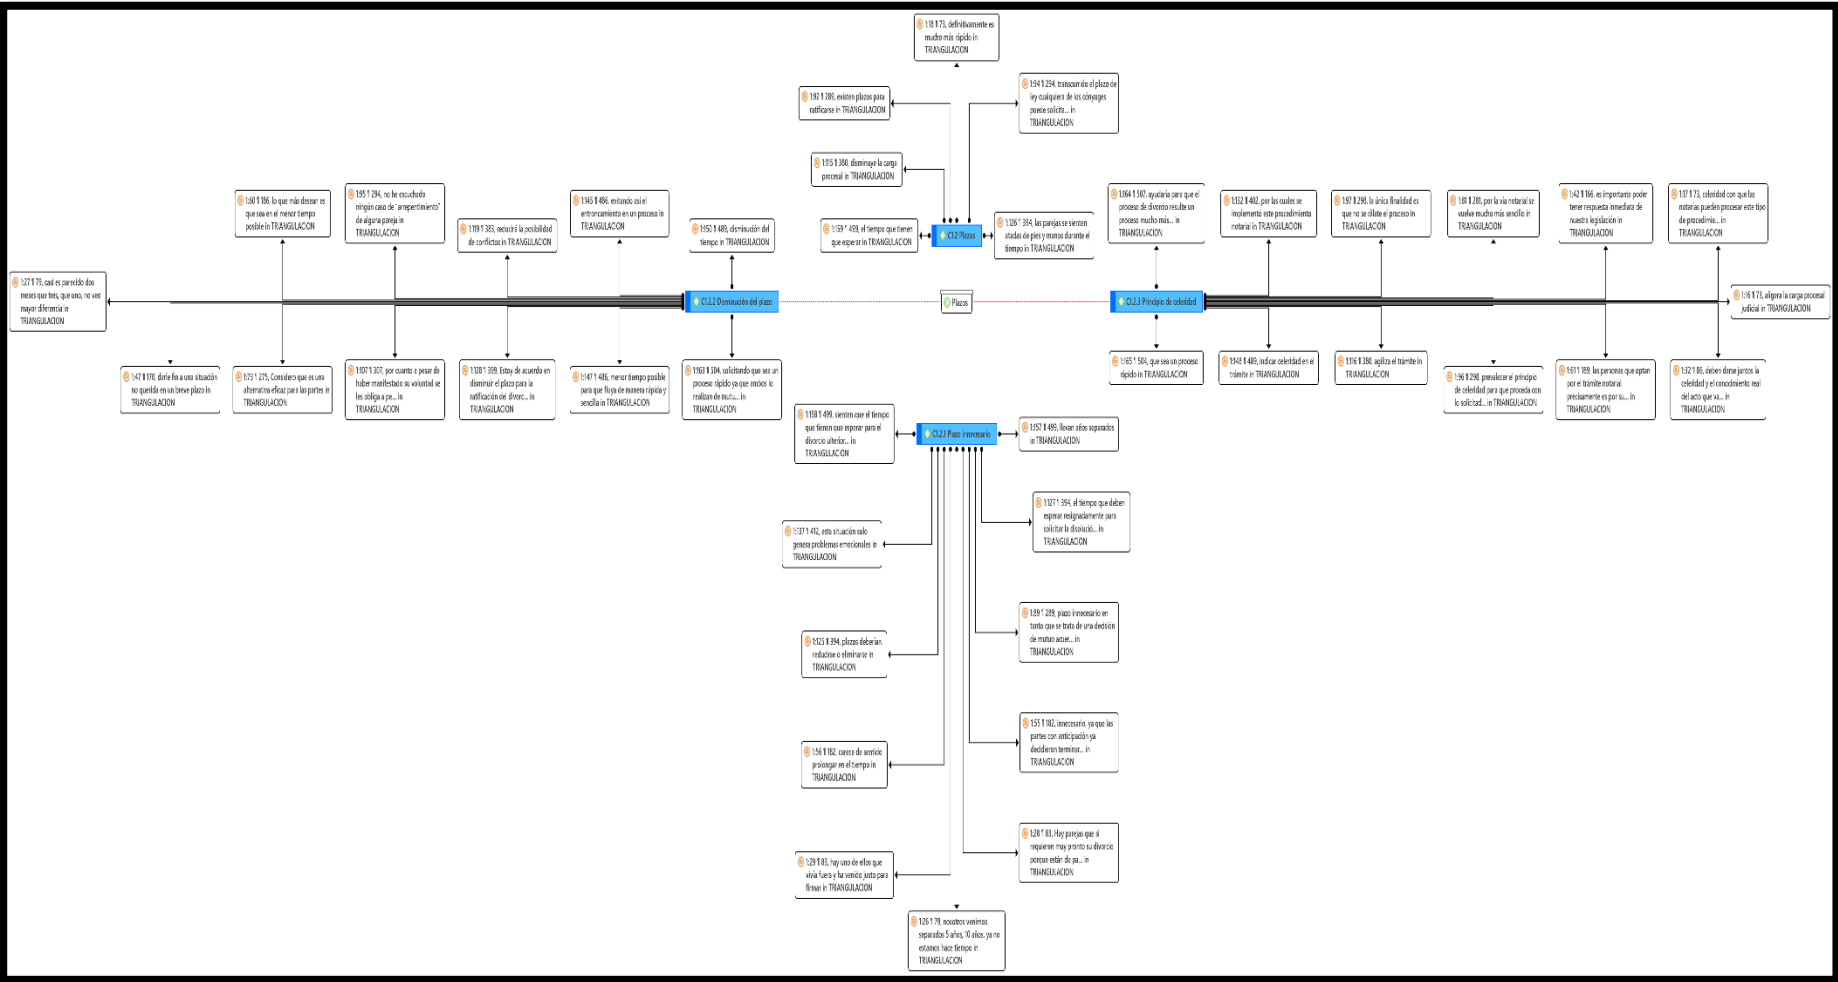 1:18 ¶ 73, definitivamente es
mucho más rápido in
TRIANGULACION
1:92 ¶ 289, existen plazos para
ratificarse in TRIANGULACION
1:94 ¶ 294, transcurrido el plazo de
ley cualquiera de los cónyuges
puede solicita... in
TRIANGULACION
1:115 ¶ 380, disminuye la carga
procesal in TRIANGULACION
1:159 ¶ 499, el tiempo que tienen
que esperar in TRIANGULACION
C1.2 Plazos
1:126 ¶ 394, las parejas se sienten
atadas de pies y manos durante el
tiempo in TRIANGULACION
1:60 ¶ 186, lo que más desean es
que sea en el menor tiempo
posible in TRIANGULACION
1:95 ¶ 294, no he escuchado
ningún caso de "arrepentimiento"
de alguna pareja in
TRIANGULACION
1:119 ¶ 383, reducirá la posibilidad
de conflictos in TRIANGULACION
1:145 ¶ 486, evitando así el
entroncamiento en un proceso in
TRIANGULACION
1:150 ¶ 489, disminución del
tiempo in TRIANGULACION
1:164 ¶ 507, ayudaría para que el
proceso de divorcio resulte un
proceso mucho más... in
TRIANGULACION
1:132 ¶ 402, por las cuales se
implementó este procedimiento
notarial in TRIANGULACION
1:97 ¶ 298, la única finalidad es
que no se dilate el proceso in
TRIANGULACION
1:81 ¶ 281, por la vía notarial se
vuelve mucho más sencillo in
TRIANGULACION
1:42 ¶ 166, es importante poder
tener respuesta inmediata de
nuestra legislación in
TRIANGULACION
1:17 ¶ 73, celeridad con que las
notarías pueden procesar este tipo
de procedimie... in
TRIANGULACION
1:27 ¶ 79, casi es parecido dos
meses que tres, que uno, no veo
mayor diferencia in
TRIANGULACION
C1.2.2 Disminución del plazo
Plazos
C1.2.3 Principio de celeridad
1:16 ¶ 73, aligera la carga procesal
judicial in TRIANGULACION
1:47 ¶ 170, darle fin a una situación
no querida en un breve plazo in
TRIANGULACION
1:73 ¶ 275, Considero que es una
alternativa eficaz para las partes in
TRIANGULACION
1:107 ¶ 307, por cuanto a pesar de
haber manifestado su voluntad se
les obliga a pe... in
TRIANGULACION
1:128 ¶ 399, Estoy de acuerdo en
disminuir el plazo para la
ratificación del divorc... in
TRIANGULACION
1:147 ¶ 486, menor tiempo posible
para que fluya de manera rápida y
sencilla in TRIANGULACION
1:163 ¶ 504, solicitando que sea un
proceso rápido ya que ambos lo
realizan de mutu... in
TRIANGULACION
1:165 ¶ 504, que sea un proceso
rápido in TRIANGULACION
1:148 ¶ 489, indicar celeridad en el
trámite in TRIANGULACION
1:116 ¶ 380, agiliza el trámite in
TRIANGULACION
1:96 ¶ 298, prevalecer el principio
de celeridad para que proceda con
lo solicitad... in TRIANGULACION
1:61 ¶ 189, las personas que optan
por el trámite notarial
precisamente es por su... in
TRIANGULACION
1:32 ¶ 86, deben darse juntos la
celeridad y el conocimiento real
del acto que va... in
TRIANGULACION
1:158 ¶ 499, sienten que el tiempo
que tienen que esperar para el
divorcio ulterior... in
TRIANGULACION
C1.2.1 Plazo innecesario
1:157 ¶ 499, llevan años separados
in TRIANGULACION
1:127 ¶ 394, el tiempo que deben
esperar resignadamente para
solicitar la disolució... in
TRIANGULACION
1:137 ¶ 412, esta situación solo
genera problemas emocionales in
TRIANGULACION
1:89 ¶ 289, plazo innecesario en
tanto que se trata de una decisión
de mutuo acuer... in
TRIANGULACION
1:125 ¶ 394, plazos deberían
reducirse o eliminarse in
TRIANGULACION
1:55 ¶ 182, innecesario, ya que las
partes con anticipación ya
decidieron terminar... in
TRIANGULACION
1:56 ¶ 182, carece de sentido
prolongar en el tiempo in
TRIANGULACION
1:28 ¶ 83, Hay parejas que si
requieren muy pronto su divorcio
porque están de pa... in
TRIANGULACION
1:29 ¶ 83, hay uno de ellos que
vivía fuera y ha venido justo para
firmar in TRIANGULACION
1:26 ¶ 79, nosotros venimos
separados 5 años, 10 años, ya no
estamos hace tiempo in
TRIANGULACION